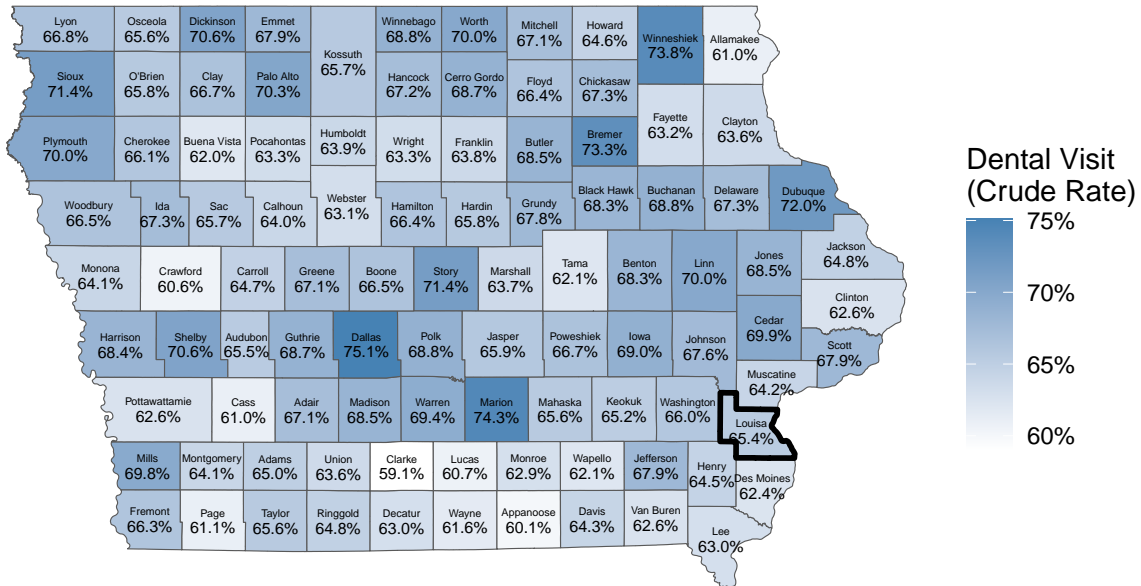 Lyon
66.8%
Osceola
65.6%
Dickinson
70.6%
Emmet
67.9%
Kossuth
65.7%
Winnebago
68.8%
Worth
70.0%
Mitchell
67.1%
Howard
64.6%
Winneshiek
73.8%
Allamakee
61.0%
Sioux
71.4%
O'Brien
65.8%
Clay
66.7%
Palo Alto
70.3%
Hancock
67.2%
Cerro Gordo
68.7%
Floyd
66.4%
Chickasaw
67.3%
Fayette
63.2%
Clayton
63.6%
Plymouth
70.0%
Cherokee
66.1%
Buena Vista
62.0%
Pocahontas
63.3%
Humboldt
63.9%
Wright
63.3%
Franklin
63.8%
Butler
68.5%
Bremer
73.3%
Woodbury
66.5%
Ida
67.3%
Sac
65.7%
Calhoun
64.0%
Webster
63.1%
Hamilton
66.4%
Hardin
65.8%
Grundy
67.8%
Black Hawk
68.3%
Buchanan
68.8%
Delaware
67.3%
Dubuque
72.0%
Monona
64.1%
Crawford
60.6%
Carroll
64.7%
Greene
67.1%
Boone
66.5%
Story
71.4%
Marshall
63.7%
Tama
62.1%
Benton
68.3%
Linn
70.0%
Jones
68.5%
Jackson
64.8%
Clinton
62.6%
Harrison
68.4%
Shelby
70.6%
Audubon
65.5%
Guthrie
68.7%
Dallas
75.1%
Polk
68.8%
Jasper
65.9%
Poweshiek
66.7%
Iowa
69.0%
Johnson
67.6%
Cedar
69.9%
Scott
67.9%
Muscatine
64.2%
Pottawattamie
62.6%
Cass
61.0%
Adair
67.1%
Madison
68.5%
Warren
69.4%
Marion
74.3%
Mahaska
65.6%
Keokuk
65.2%
Washington
66.0%
Louisa
65.4%
Mills
69.8%
Montgomery
64.1%
Adams
65.0%
Union
63.6%
Clarke
59.1%
Lucas
60.7%
Monroe
62.9%
Wapello
62.1%
Jefferson
67.9%
Henry
64.5%
Des Moines
62.4%
Fremont
66.3%
Page
61.1%
Taylor
65.6%
Ringgold
64.8%
Decatur
63.0%
Wayne
61.6%
Appanoose
60.1%
Davis
64.3%
Van Buren
62.6%
Lee
63.0%
Dental Visit
(Crude Rate)
75%
70%
65%
60%